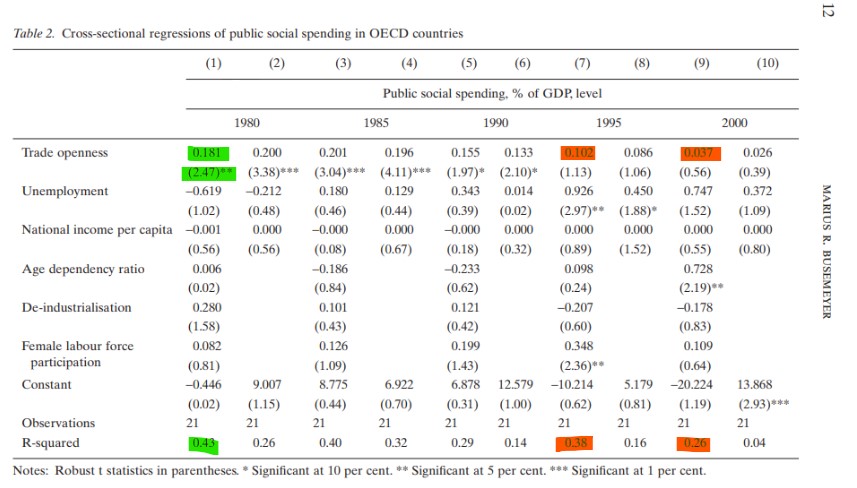 12
MARIUS R. BUSEMEYER
Table 2. Cross-sectional regressions of public social spending in OECD countries
(1) (2) (3) (4) (5) (6) (7) (8) (9) (10)
Public social spending, % of GDP, level
1980 1985 1990 1995 2000
Trade openness 0.181 0.200 0.201 0.196 0.155 0.133 0.102 0.086 0.037 0.026
(2.47)** (3.38)*** (3.04)*** (4.11)*** (1.97)* (2.10)* (1.13) (1.06) (0.56) (0.39)
Unemployment −0.619 −0.212 0.180 0.129 0.343 0.014 0.926 0.450 0.747 0.372
(1.02) (0.48) (0.46) (0.44) (0.39) (0.02) (2.97)** (1.88)* (1.52) (1.09)
National income per capita −0.001 0.000 −0.000 0.000 −0.000 0.000 0.000 0.000 0.000 0.000
(0.56) (0.56) (0.08) (0.67) (0.18) (0.32) (0.89) (1.52) (0.55) (0.80)
Age dependency ratio 0.006 −0.186 −0.233 0.098 0.728
(0.02) (0.84) (0.62) (0.24) (2.19)**
De-industrialisation 0.280 0.101 0.121 −0.207 −0.178
(1.58) (0.43) (0.42) (0.60) (0.83)
Female labour force 0.082 0.126 0.199 0.348 0.109
participation (0.81) (1.09) (1.43) (2.36)** (0.64)
Constant −0.446 9.007 8.775 6.922 6.878 12.579 −10.214 5.179 −20.224 13.868
(0.02) (1.15) (0.44) (0.70) (0.31) (1.00) (0.62) (0.81) (1.19) (2.93)***
Observations 21 21 21 21 21 21 21 21 21 21
R-squared 0.43 0.26 0.40 0.32 0.29 0.14 0.38 0.16 0.26 0.04
Notes: Robust t statistics in parentheses. * Significant at 10 per cent. ** Significant at 5 per cent. *** Significant at 1 per cent.